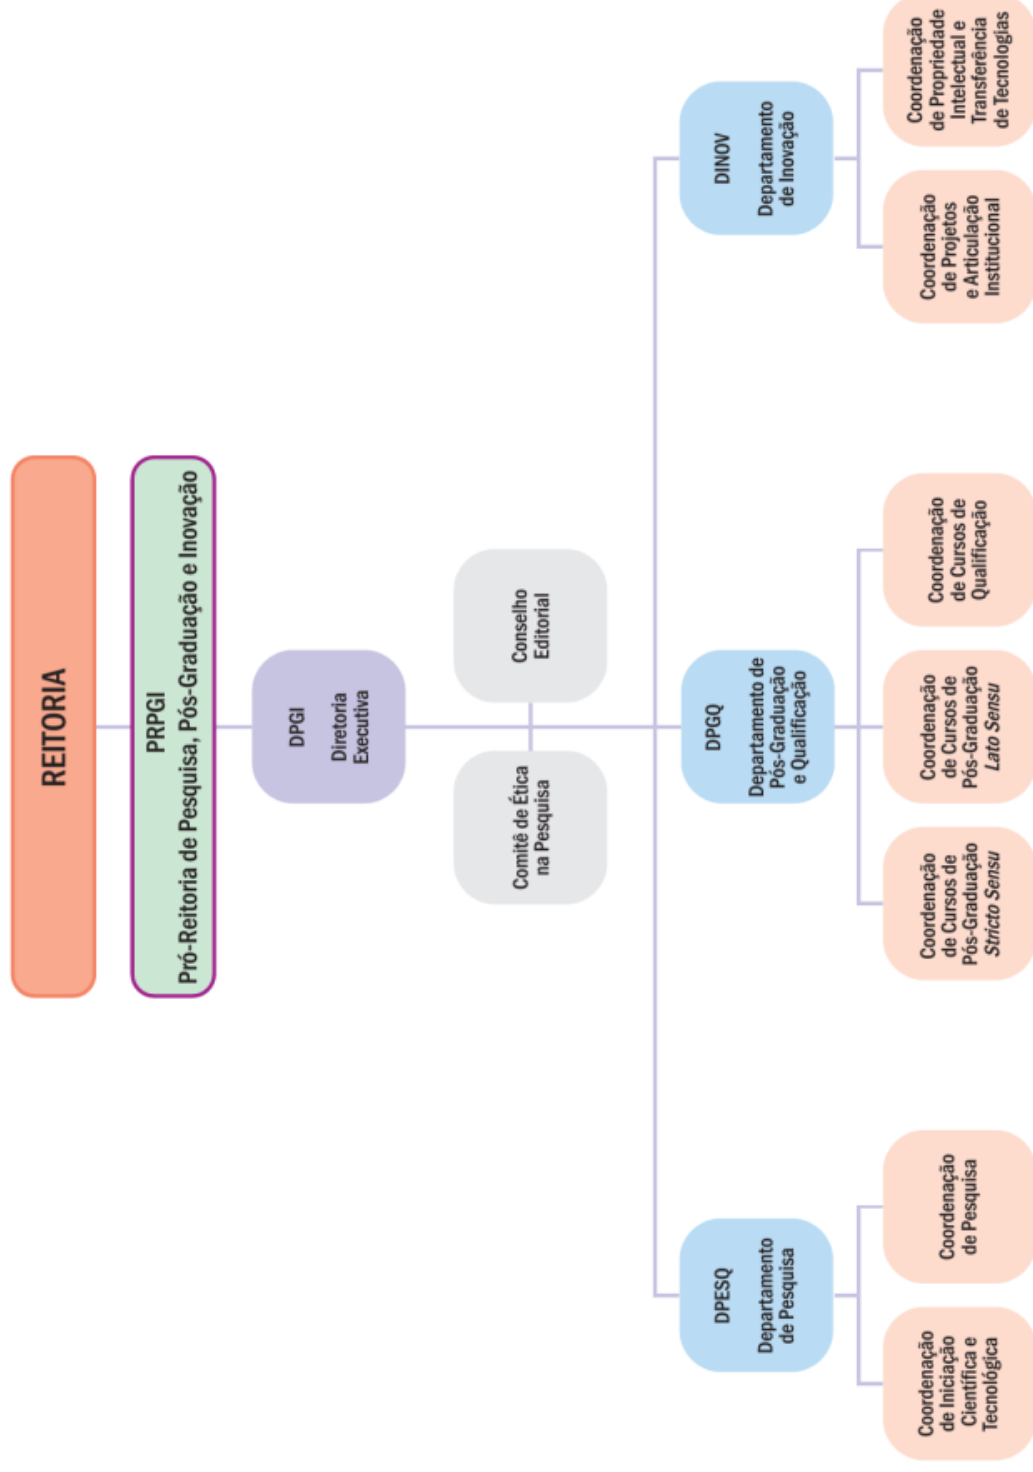 REITORIA
PRPGI
Pró-Reitoria de Pesquisa, Pós-Graduação e Inovação
DPGI
Diretoria
Executiva
Comitê de Ética
na Pesquisa
Conselho
Editorial
DPESQ
Departamento
de Pesquisa
DPGQ
Departamento de
Pós-Graduação
e Qualificação
DINOV
Departamento
de Inovação
Coordenação
de Iniciação
Científica e
Tecnológica
Coordenação
de Pesquisa
Coordenação
de Cursos de
Pós-Graduação
Stricto Sensu
Coordenação
de Cursos de
Pós-Graduação
Lato Sensu
Coordenação
de Cursos de
Qualificação
Coordenação
de Projetos
e Articulação
Institucional
Coordenação
de Propriedade
Intelectual e
Transferência
de Tecnologias